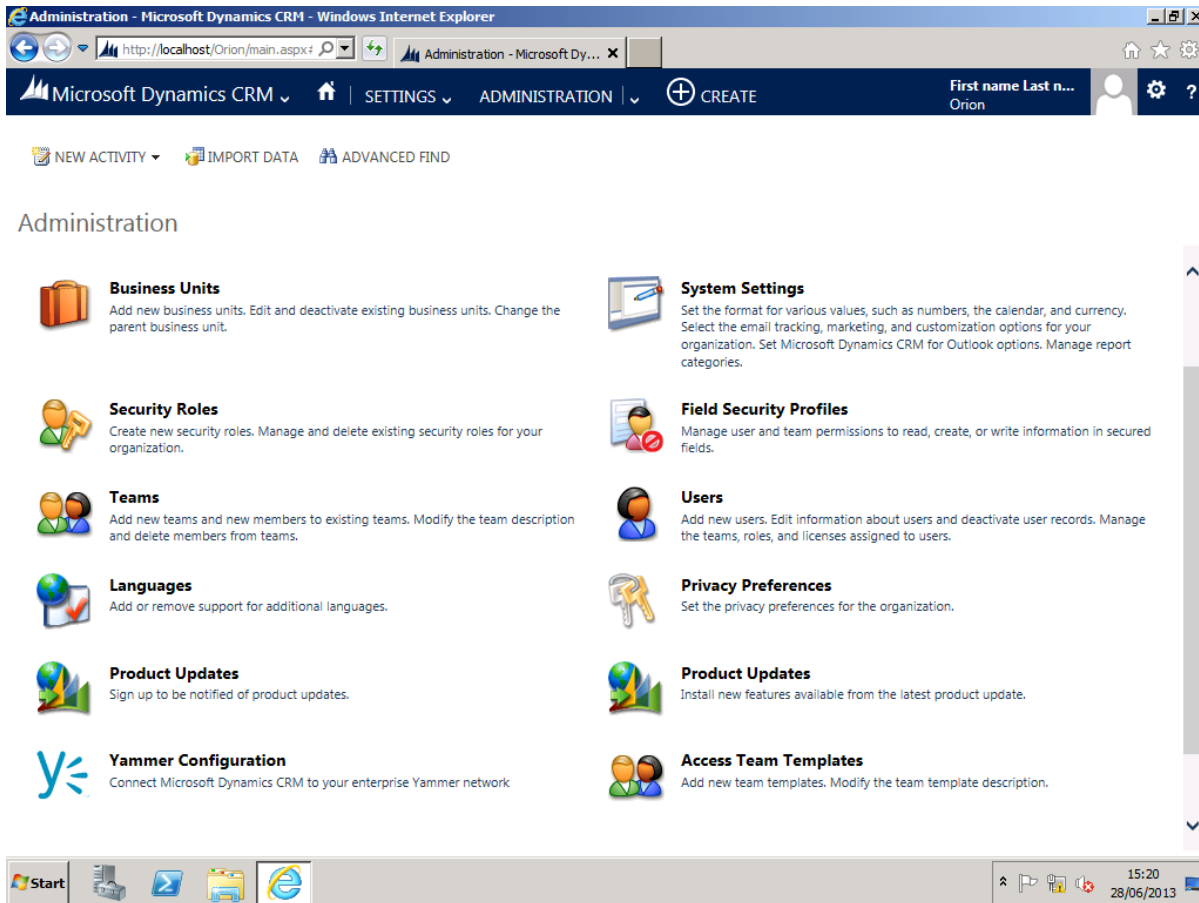 Administration - Microsoft Dynamics CRM - Windows Internet Explorer
http://localhost/Orion/main.aspx#
Administration - Microsoft Dy...
Microsoft Dynamics CRM
SETTINGS
ADMINISTRATION
CREATE
First name Last n...
Orion
?
NEW ACTIVITY
IMPORT DATA
ADVANCED FIND
Administration
Business Units
Add new business units. Edit and deactivate existing business units. Change the
parent business unit.
System Settings
Set the format for various values, such as numbers, the calendar, and currency.
Select the email tracking, marketing, and customization options for your
organization. Set Microsoft Dynamics CRM for Outlook options. Manage report
categories.
Security Roles
Create new security roles. Manage and delete existing security roles for your
organization.
Field Security Profiles
Manage user and team permissions to read, create, or write information in secured
fields.
Teams
Add new teams and new members to existing teams. Modify the team description
and delete members from teams.
Users
Add new users. Edit information about users and deactivate user records. Manage
the teams, roles, and licenses assigned to users.
Languages
Add or remove support for additional languages.
Privacy Preferences
Set the privacy preferences for the organization.
Product Updates
Sign up to be notified of product updates.
Product Updates
Install new features available from the latest product update.
Yammer Configuration
Connect Microsoft Dynamics CRM to your enterprise Yammer network
Access Team Templates
Add new team templates. Modify the team template description.
Start
15:20
28/06/2013